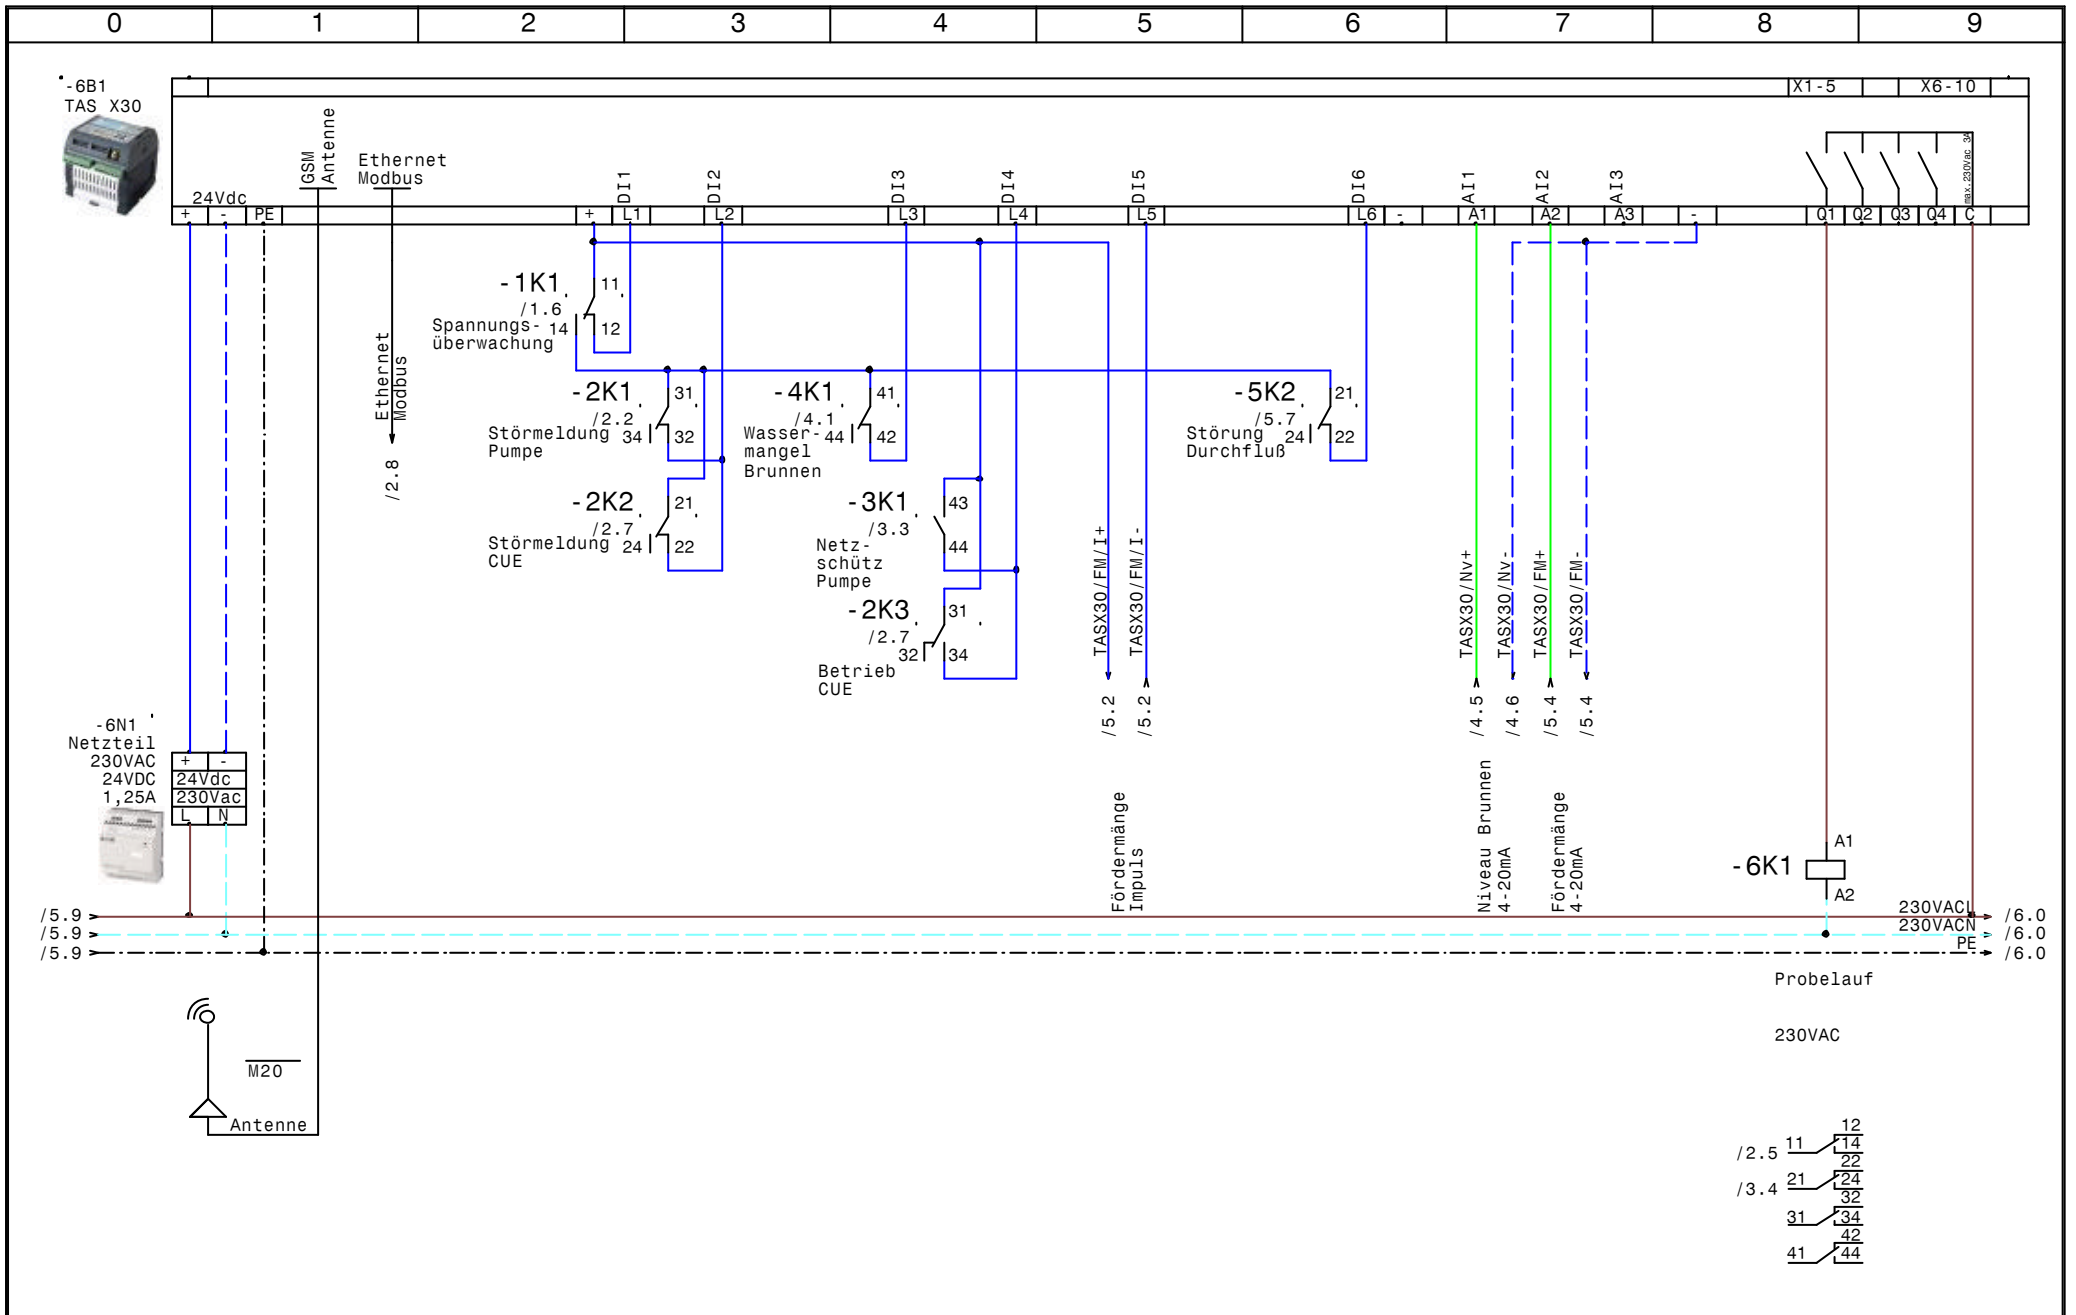 0 1 2 3 4 5 6 7 8 9
-6B1
TAS X30
X1-5 X6-10
GSM
Antenne
Ethernet
Modbus
24Vdc
DI1 DI2 DI3 DI4 DI5 DI6 AI1 AI2 AI3
max.230Vac 3A
+ - PE + L1 L2 L3 L4 L5 L6 - A1 A2 A3 - Q1 Q2 Q3 Q4 C
-1K1
/1.6
Spannungs-
überwachung
11
14 12
Ethernet
Modbus
/2.8
-2K1
/2.2
Störmeldung
Pumpe
31
34 32
-4K1
/4.1
Wasser-
mangel
Brunnen
41
44 42
-5K2
/5.7
Störung
Durchfluß
21
24 22
-2K2
/2.7
Störmeldung
CUE
21
24 22
-3K1
/3.3
Netz-
schütz
Pumpe
43
44
-2K3
/2.7
Betrieb
CUE
31
32 34
TASX30/FM/I+
/5.2
TASX30/FM/I-
/5.2
TASX30/Nv+
/4.5
TASX30/Nv-
/4.6
TASX30/FM+
/5.4
TASX30/FM-
/5.4
-6N1
Netzteil
230VAC
24VDC
1,25A
+ -
24Vdc
230Vac
L N
Fördermänge
Impuls
Niveau Brunnen
4-20mA
Fördermänge
4-20mA
-6K1
A1
A2
/5.9 230VACL /6.0
/5.9 230VACN /6.0
/5.9 PE /6.0
Probelauf
230VAC
M20
Antenne
12
/2.5 11 14
22
/3.4 21 24
32
31 34
42
41 44